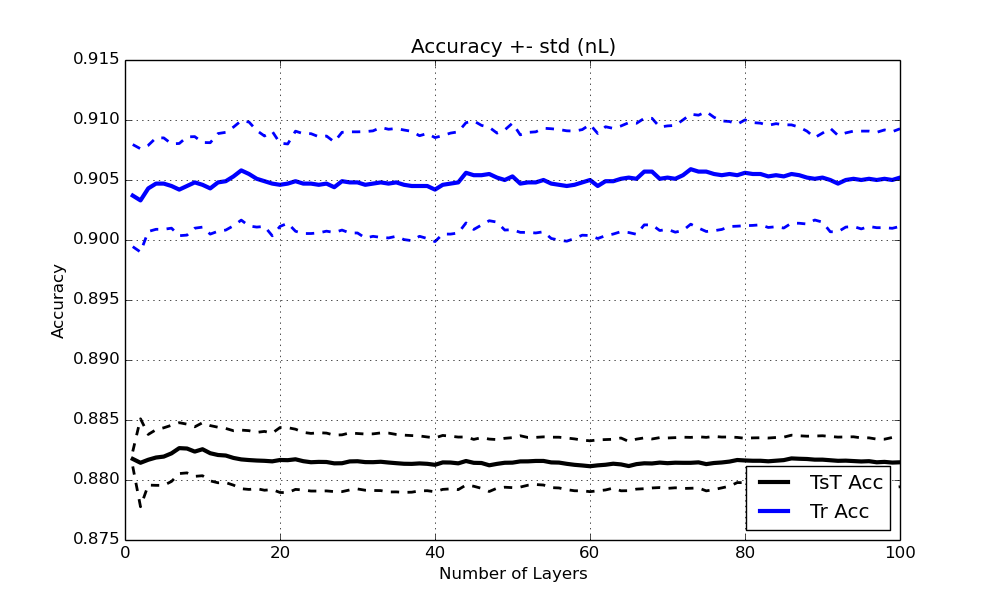 Accuracy +- std (nL)
0.915
0.910
0.905
0.900
0.895
0.890
0.885
0.880
0.875
Accuracy
TsT Acc
Tr Acc
0 20 40 60 80 100
Number of Layers